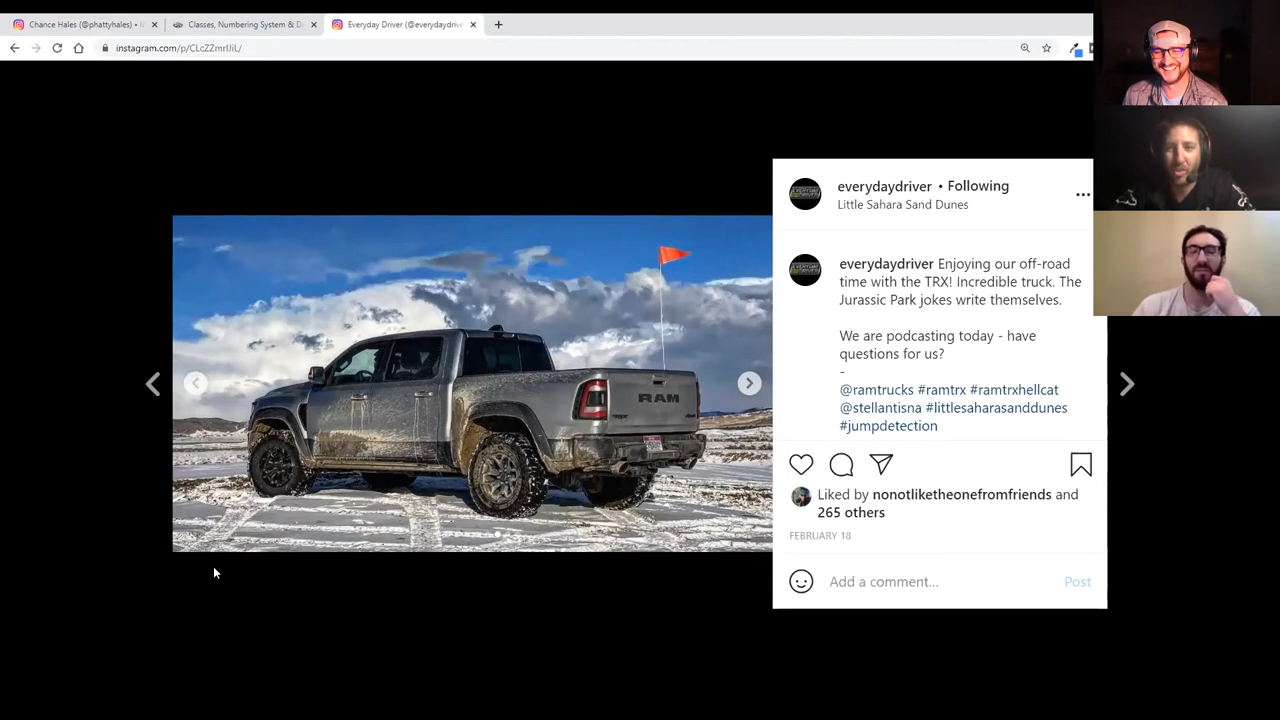 Chance Hales (@phattyhales) •
Classes, Numbering System &
Everyday Driver (@everydaydrive
instagram.com/p/CLcZZmrlJiL/
everydaydriver • Following
Little Sahara Sand Dunes
everydaydriver Enjoying our off-road
time with the TRX! Incredible truck. The
Jurassic Park jokes write themselves.
We are podcasting today - have
questions for us?
-
@ramtrucks #ramtrx #ramtrxhellcat
@stellantisna #littlesaharasanddunes
#jumpdetection
RAM
Liked by nonotliketheonefromfriends and
265 others
FEBRUARY 18
Add a comment...
Post